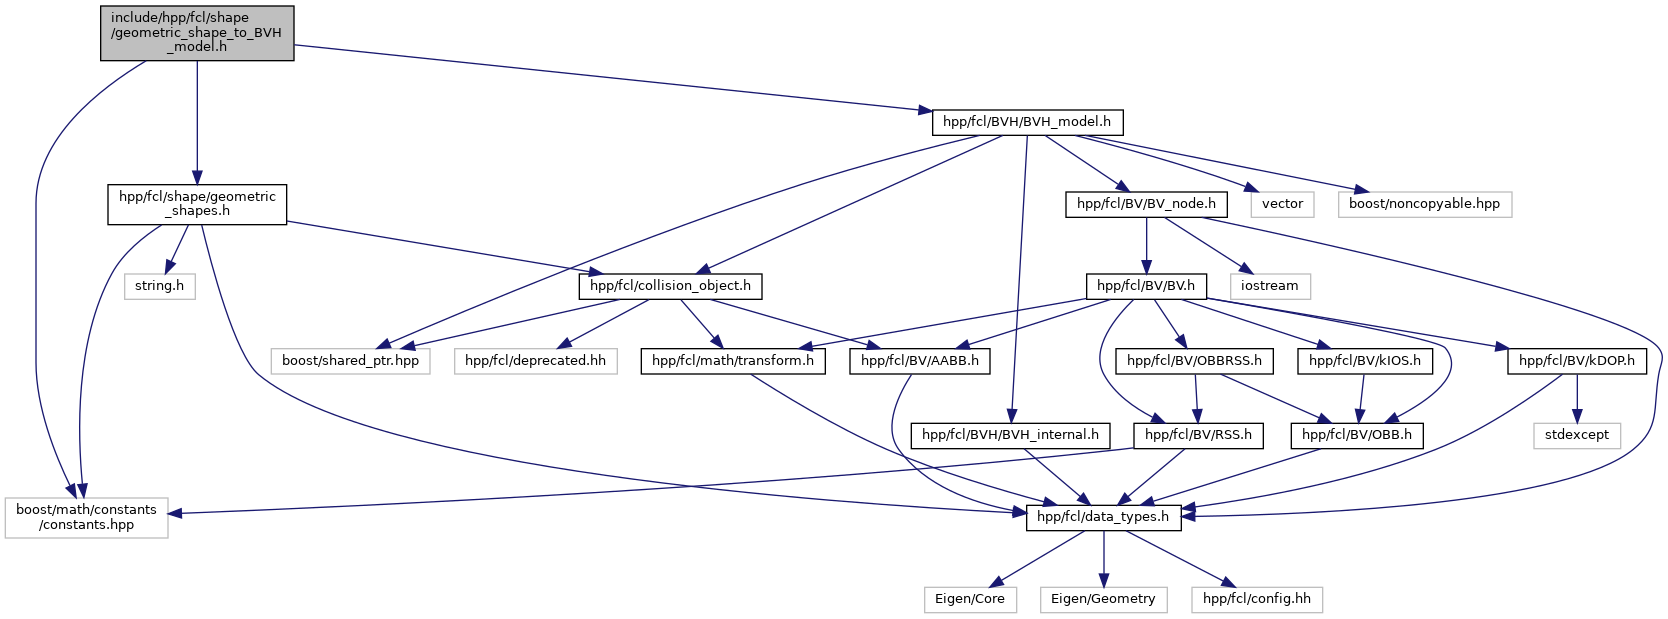 include/hpp/fcl/shape
/geometric_shape_to_BVH
_model.h
hpp/fcl/BVH/BVH_model.h
hpp/fcl/shape/geometric
_shapes.h
hpp/fcl/BV/BV_node.h
vector
boost/noncopyable.hpp
string.h
hpp/fcl/collision_object.h
hpp/fcl/BV/BV.h
iostream
boost/shared_ptr.hpp
hpp/fcl/deprecated.hh
hpp/fcl/math/transform.h
hpp/fcl/BV/AABB.h
hpp/fcl/BV/OBBRSS.h
hpp/fcl/BV/kIOS.h
hpp/fcl/BV/kDOP.h
hpp/fcl/BVH/BVH_internal.h
hpp/fcl/BV/RSS.h
hpp/fcl/BV/OBB.h
stdexcept
boost/math/constants
/constants.hpp
hpp/fcl/data_types.h
Eigen/Core
Eigen/Geometry
hpp/fcl/config.hh